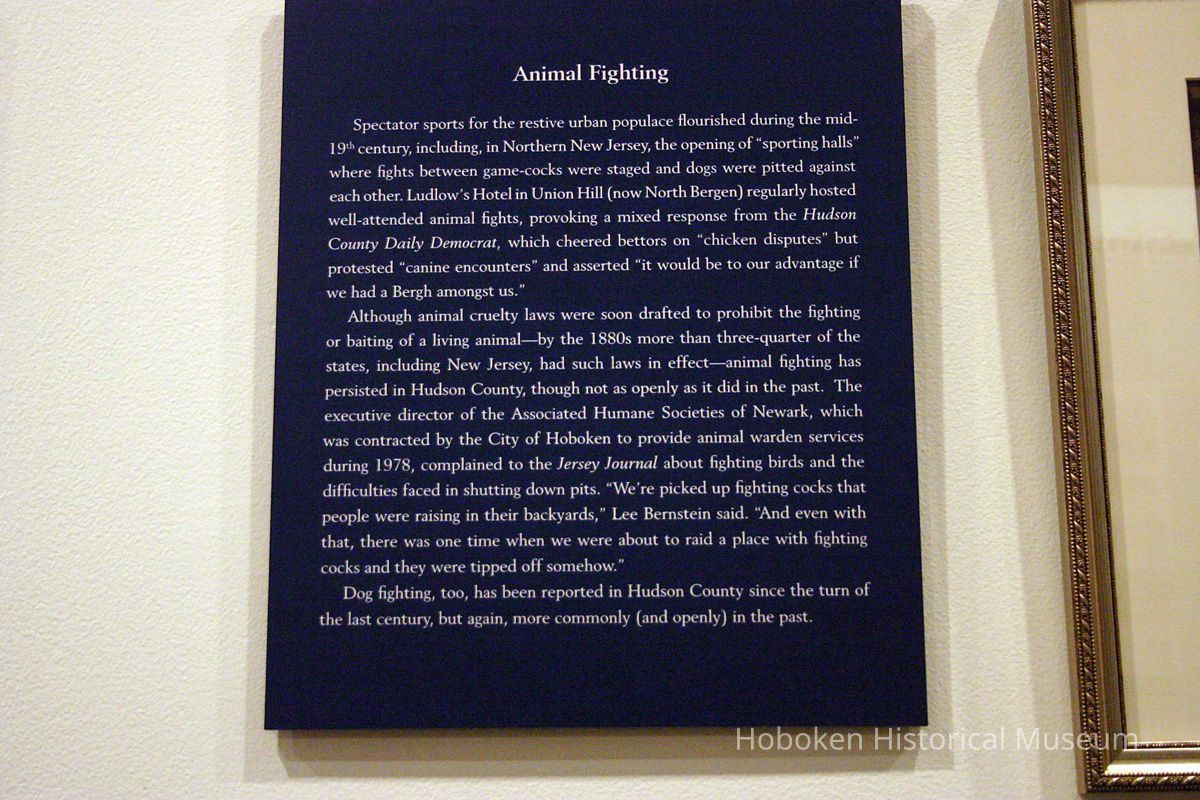 Animal Fighting
Spectator sports for the restive urban populace flourished during the mid-
19th century, including, in Northern New Jersey, the opening of “sporting halls”
where fights between game-cocks were staged and dogs were pitted against
each other. Ludlow’s Hotel in Union Hill (now North Bergen) regularly hosted
well-attended animal fights, provoking a mixed response from the Hudson
County Daily Democrat, which cheered bettors on “chicken disputes” but
protested “canine encounters” and asserted “it would be to our advantage if
we had a Bergh amongst us.”
Although animal cruelty laws were soon drafted to prohibit the fighting
or baiting of a living animal—by the 1880s more than three-quarter of the
states, including New Jersey, had such laws in effect—animal fighting has
persisted in Hudson County, though not as openly as it did in the past. The
executive director of the Associated Humane Societies of Newark, which
was contracted by the City of Hoboken to provide animal warden services
during 1978, complained to the Jersey Journal about fighting birds and the
difficulties faced in shutting down pits. “We’re picked up fighting cocks that
people were raising in their backyards,” Lee Bernstein said. “And even with
that, there was one time when we were about to raid a place with fighting
cocks and they were tipped off somehow.”
Dog fighting, too, has been reported in Hudson County since the turn of
the last century, but again, more commonly (and openly) in the past.
Hoboken Historical Museum